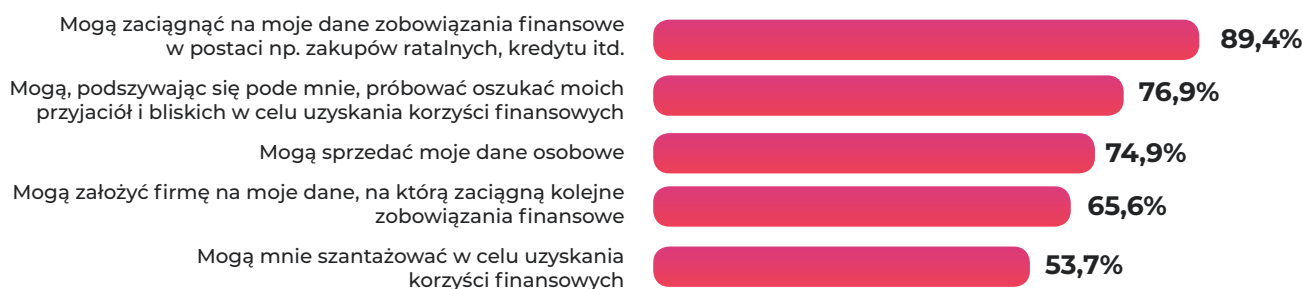 Mogą zaciągnąć na moje dane zobowiązania finansowe
w postaci np. zakupów ratalnych, kredytu itd.
89,4%
Mogą, podszywając się pode mnie, próbować oszukać moich
przyjaciół i bliskich w celu uzyskania korzyści finansowych
76,9%
Mogą sprzedać moje dane osobowe
74,9%
Mogą założyć firmę na moje dane, na którą zaciągną kolejne
zobowiązania finansowe
65,6%
Mogą mnie szantażować w celu uzyskania
korzyści finansowych
53,7%